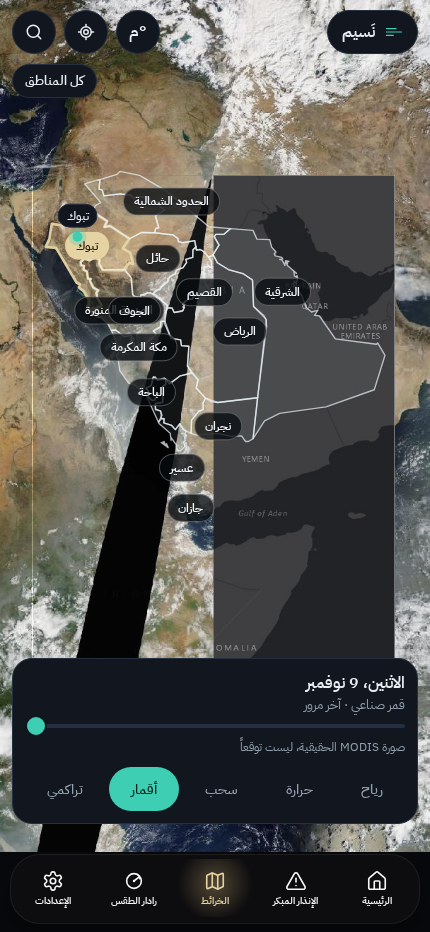 نَسيم
°م
كل المناطق
الحدود الشمالية
تبوك
تبوك
حائل
القصيم
الشرقية
QATAR
الجوف
المنورة
UNITED ARAB
EMIRATES
الرياض
مكة المكرمة
الباحة
نجران
YEMEN
عسير
جازان
Gulf of Aden
OMALIA
الاثنين، 9 نوفمبر
قمر صناعي · آخر مرور
صورة MODIS الحقيقية، ليست توقعاً
رياح
حرارة
سحب
أقمار
تراكمي
الرئيسية
الإنذار المبكر
الخرائط
رادار الطقس
الإعدادات